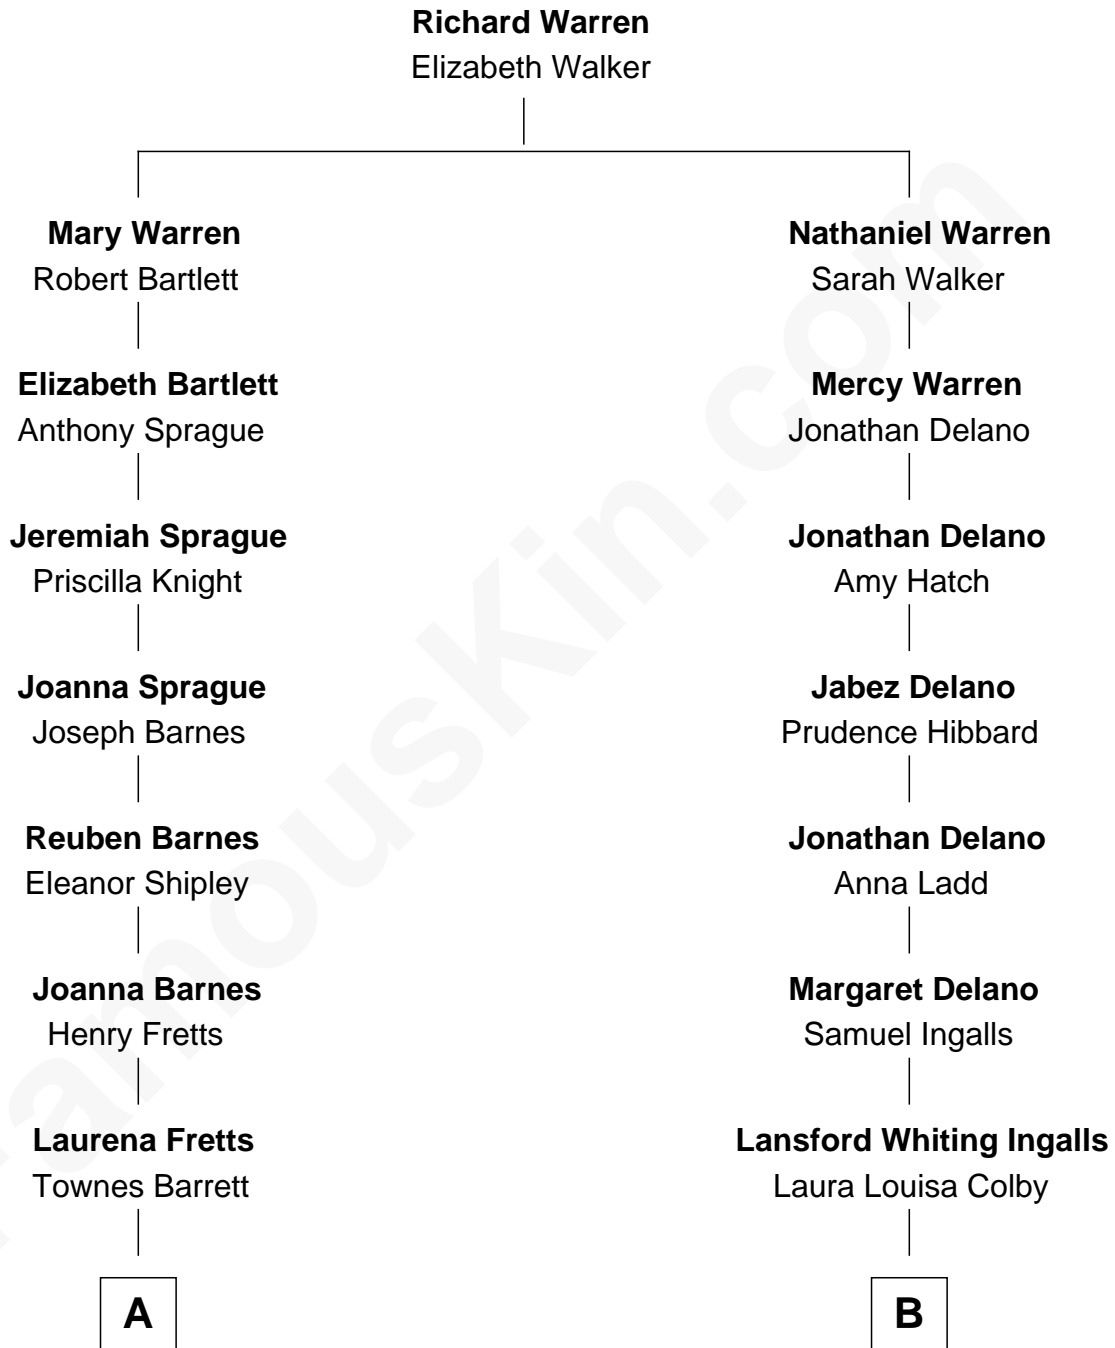 Richard Warren
Elizabeth Walker
Mary Warren
Robert Bartlett
Nathaniel Warren
Sarah Walker
Elizabeth Bartlett
Anthony Sprague
Mercy Warren
Jonathan Delano
Jeremiah Sprague
Priscilla Knight
Jonathan Delano
Amy Hatch
Joanna Sprague
Joseph Barnes
Jabez Delano
Prudence Hibbard
Reuben Barnes
Eleanor Shipley
Jonathan Delano
Anna Ladd
Joanna Barnes
Henry Fretts
Margaret Delano
Samuel Ingalls
Laurena Fretts
Townes Barrett
Lansford Whiting Ingalls
Laura Louisa Colby
A
B
FamousKin.com